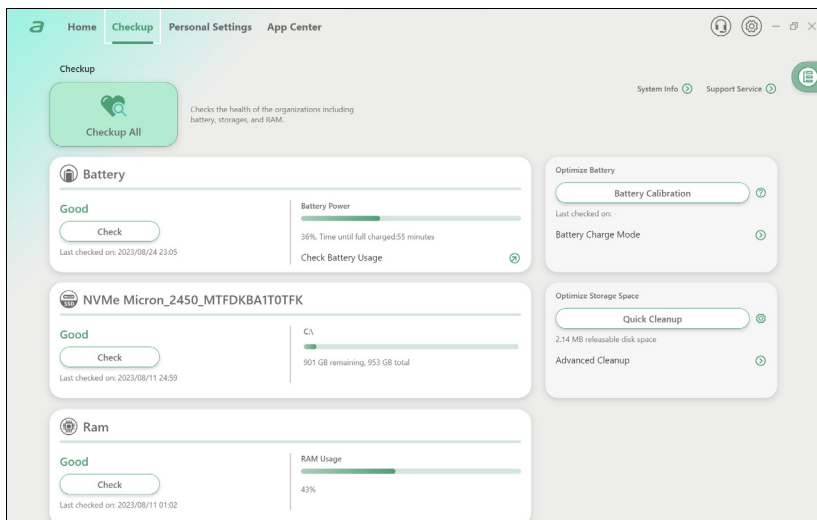 a
Home Checkup Personal Settings App Center
Checkup
System Info Support Service
Checkup All
Checks the health of the organizations including
battery, storages, and RAM.
Battery
Good
Check
Last checked on: 2023/08/24 23:05
Battery Power
36%, Time until full charged:55 minutes
Check Battery Usage
Optimize Battery
Battery Calibration
Last checked on: -
Battery Charge Mode
SSD
NVMe Micron_2450_MTFDKBA1T0TFK
Good
Check
Last checked on: 2023/08/11 24:59
C:\
901 GB remaining, 953 GB total
Optimize Storage Space
Quick Cleanup
2.14 MB releasable disk space
Advanced Cleanup
Ram
Good
Check
Last checked on: 2023/08/11 01:02
RAM Usage
43%